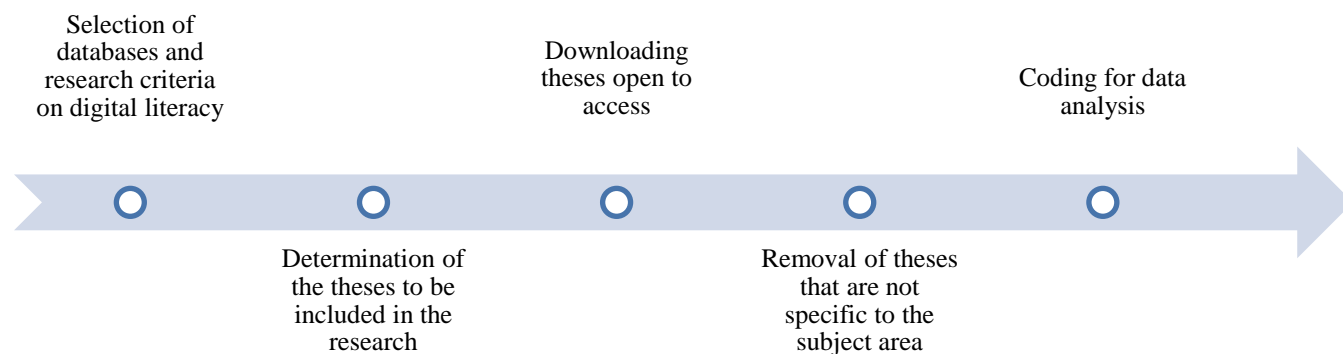 Selection of
databases and
research criteria
on digital literacy
Determination of
the theses to be
included in the
research
Downloading
theses open to
access
Removal of theses
that are not
specific to the
subject area
Coding for data
analysis